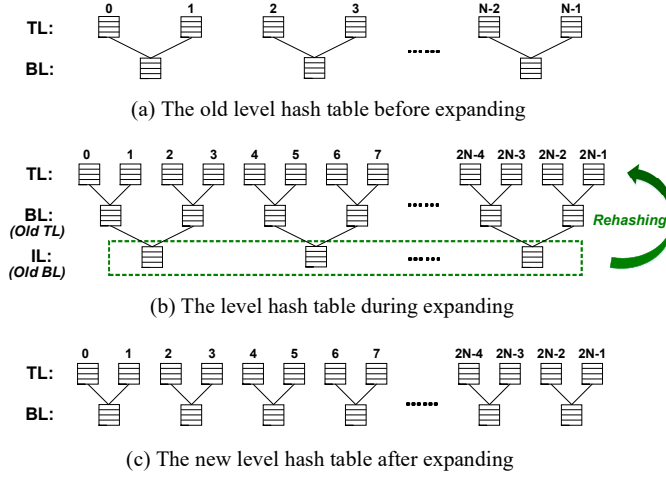 0 1 2 3 N-2 N-1
TL:
......
BL:
(a) The old level hash table before expanding
0 1 2 3 4 5 6 7 2N-4 2N-3 2N-2 2N-1
TL:
BL: ......
(Old TL) Rehashing
IL: ......
(Old BL)
(b) The level hash table during expanding
0 1 2 3 4 5 6 7 2N-4 2N-3 2N-2 2N-1
TL:
BL: ......
(c) The new level hash table after expanding